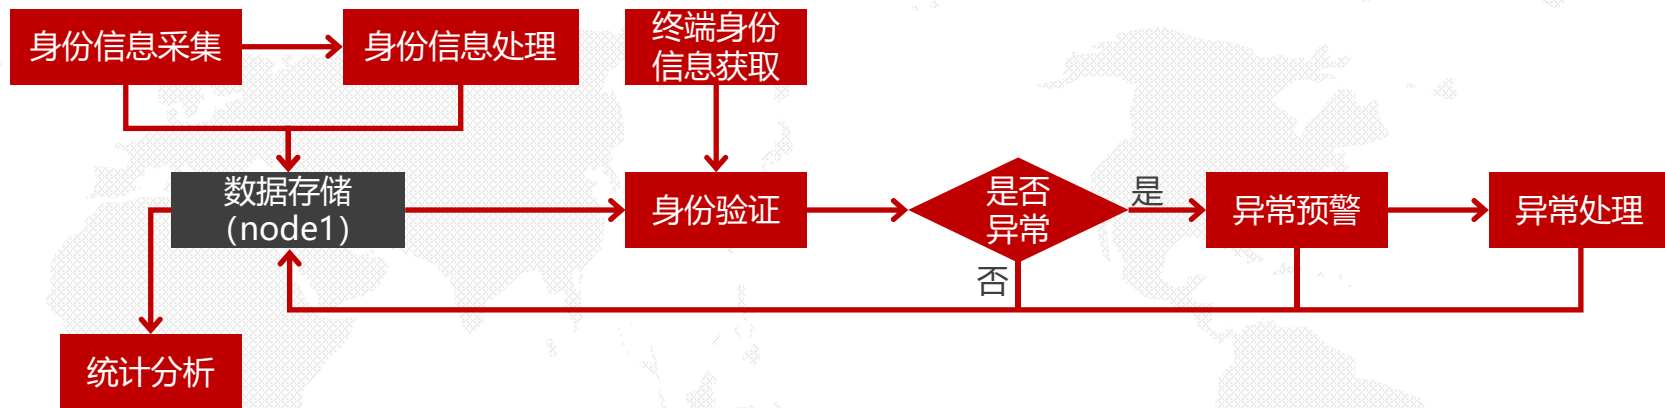 身份信息采集
身份信息处理
终端身份
信息获取
数据存储
（node1）
身份验证
是否
异常
是
异常预警
异常处理
否
统计分析